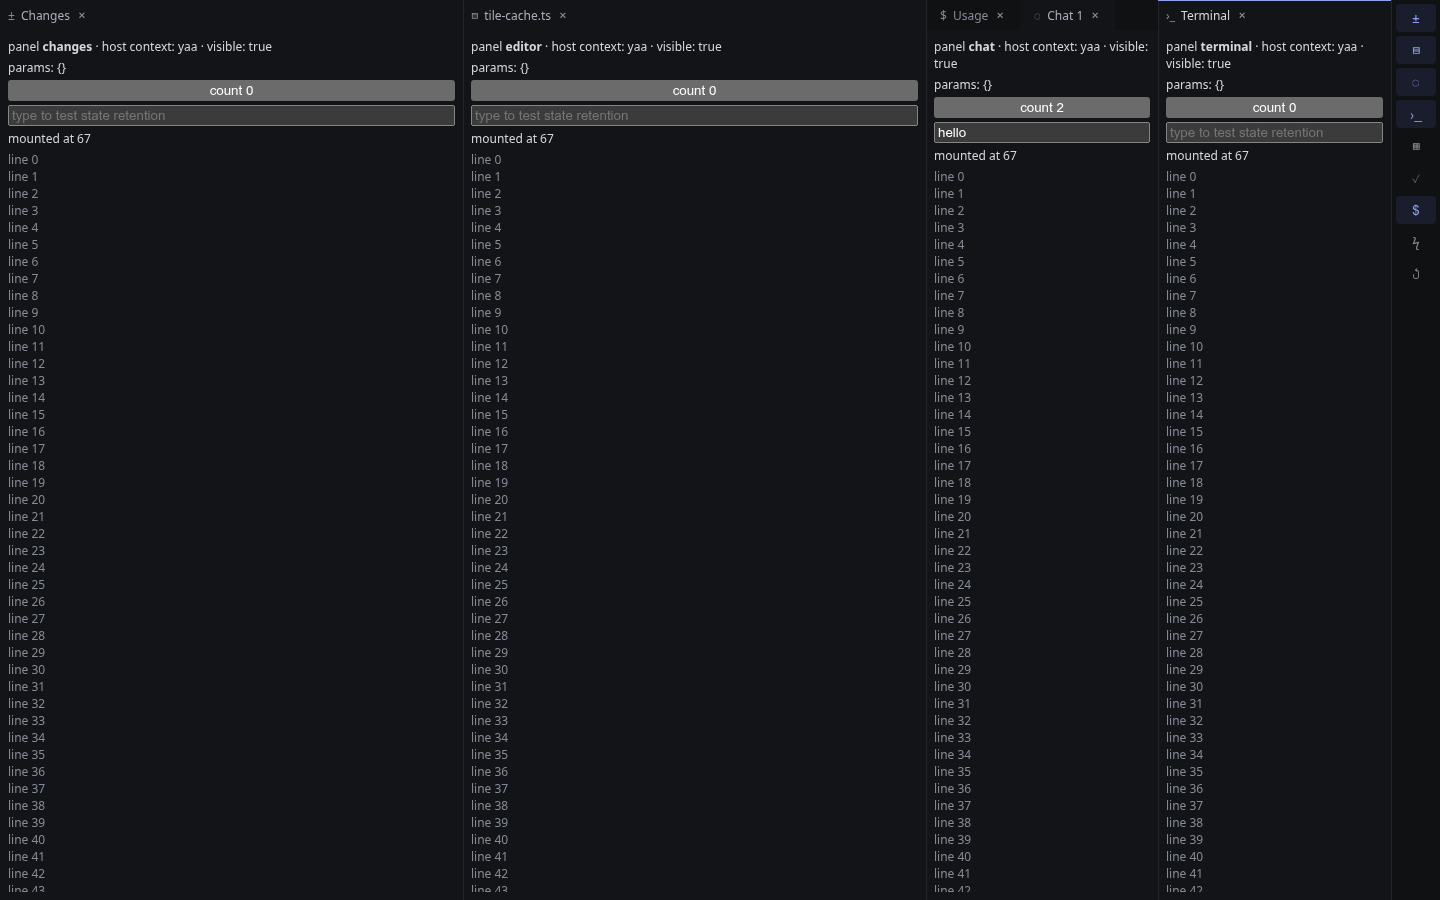 ± Changes ×
panel changes · host context: yaa · visible: true
params: {}
count 0
type to test state retention
mounted at 67
line 0
line 1
line 2
line 3
line 4
line 5
line 6
line 7
line 8
line 9
line 10
line 11
line 12
line 13
line 14
line 15
line 16
line 17
line 18
line 19
line 20
line 21
line 22
line 23
line 24
line 25
line 26
line 27
line 28
line 29
line 30
line 31
line 32
line 33
line 34
line 35
line 36
line 37
line 38
line 39
line 40
line 41
line 42
line 43
tile-cache.ts ×
panel editor · host context: yaa · visible: true
params: {}
count 0
type to test state retention
mounted at 67
line 0
line 1
line 2
line 3
line 4
line 5
line 6
line 7
line 8
line 9
line 10
line 11
line 12
line 13
line 14
line 15
line 16
line 17
line 18
line 19
line 20
line 21
line 22
line 23
line 24
line 25
line 26
line 27
line 28
line 29
line 30
line 31
line 32
line 33
line 34
line 35
line 36
line 37
line 38
line 39
line 40
line 41
line 42
line 43
$ Usage × Chat 1 ×
panel chat · host context: yaa · visible:
true
params: {}
count 2
hello
mounted at 67
line 0
line 1
line 2
line 3
line 4
line 5
line 6
line 7
line 8
line 9
line 10
line 11
line 12
line 13
line 14
line 15
line 16
line 17
line 18
line 19
line 20
line 21
line 22
line 23
line 24
line 25
line 26
line 27
line 28
line 29
line 30
line 31
line 32
line 33
line 34
line 35
line 36
line 37
line 38
line 39
line 40
line 41
line 42
›_ Terminal ×
panel terminal · host context: yaa ·
visible: true
params: {}
count 0
type to test state retention
mounted at 67
line 0
line 1
line 2
line 3
line 4
line 5
line 6
line 7
line 8
line 9
line 10
line 11
line 12
line 13
line 14
line 15
line 16
line 17
line 18
line 19
line 20
line 21
line 22
line 23
line 24
line 25
line 26
line 27
line 28
line 29
line 30
line 31
line 32
line 33
line 34
line 35
line 36
line 37
line 38
line 39
line 40
line 41
line 42
±
›_
✓
$